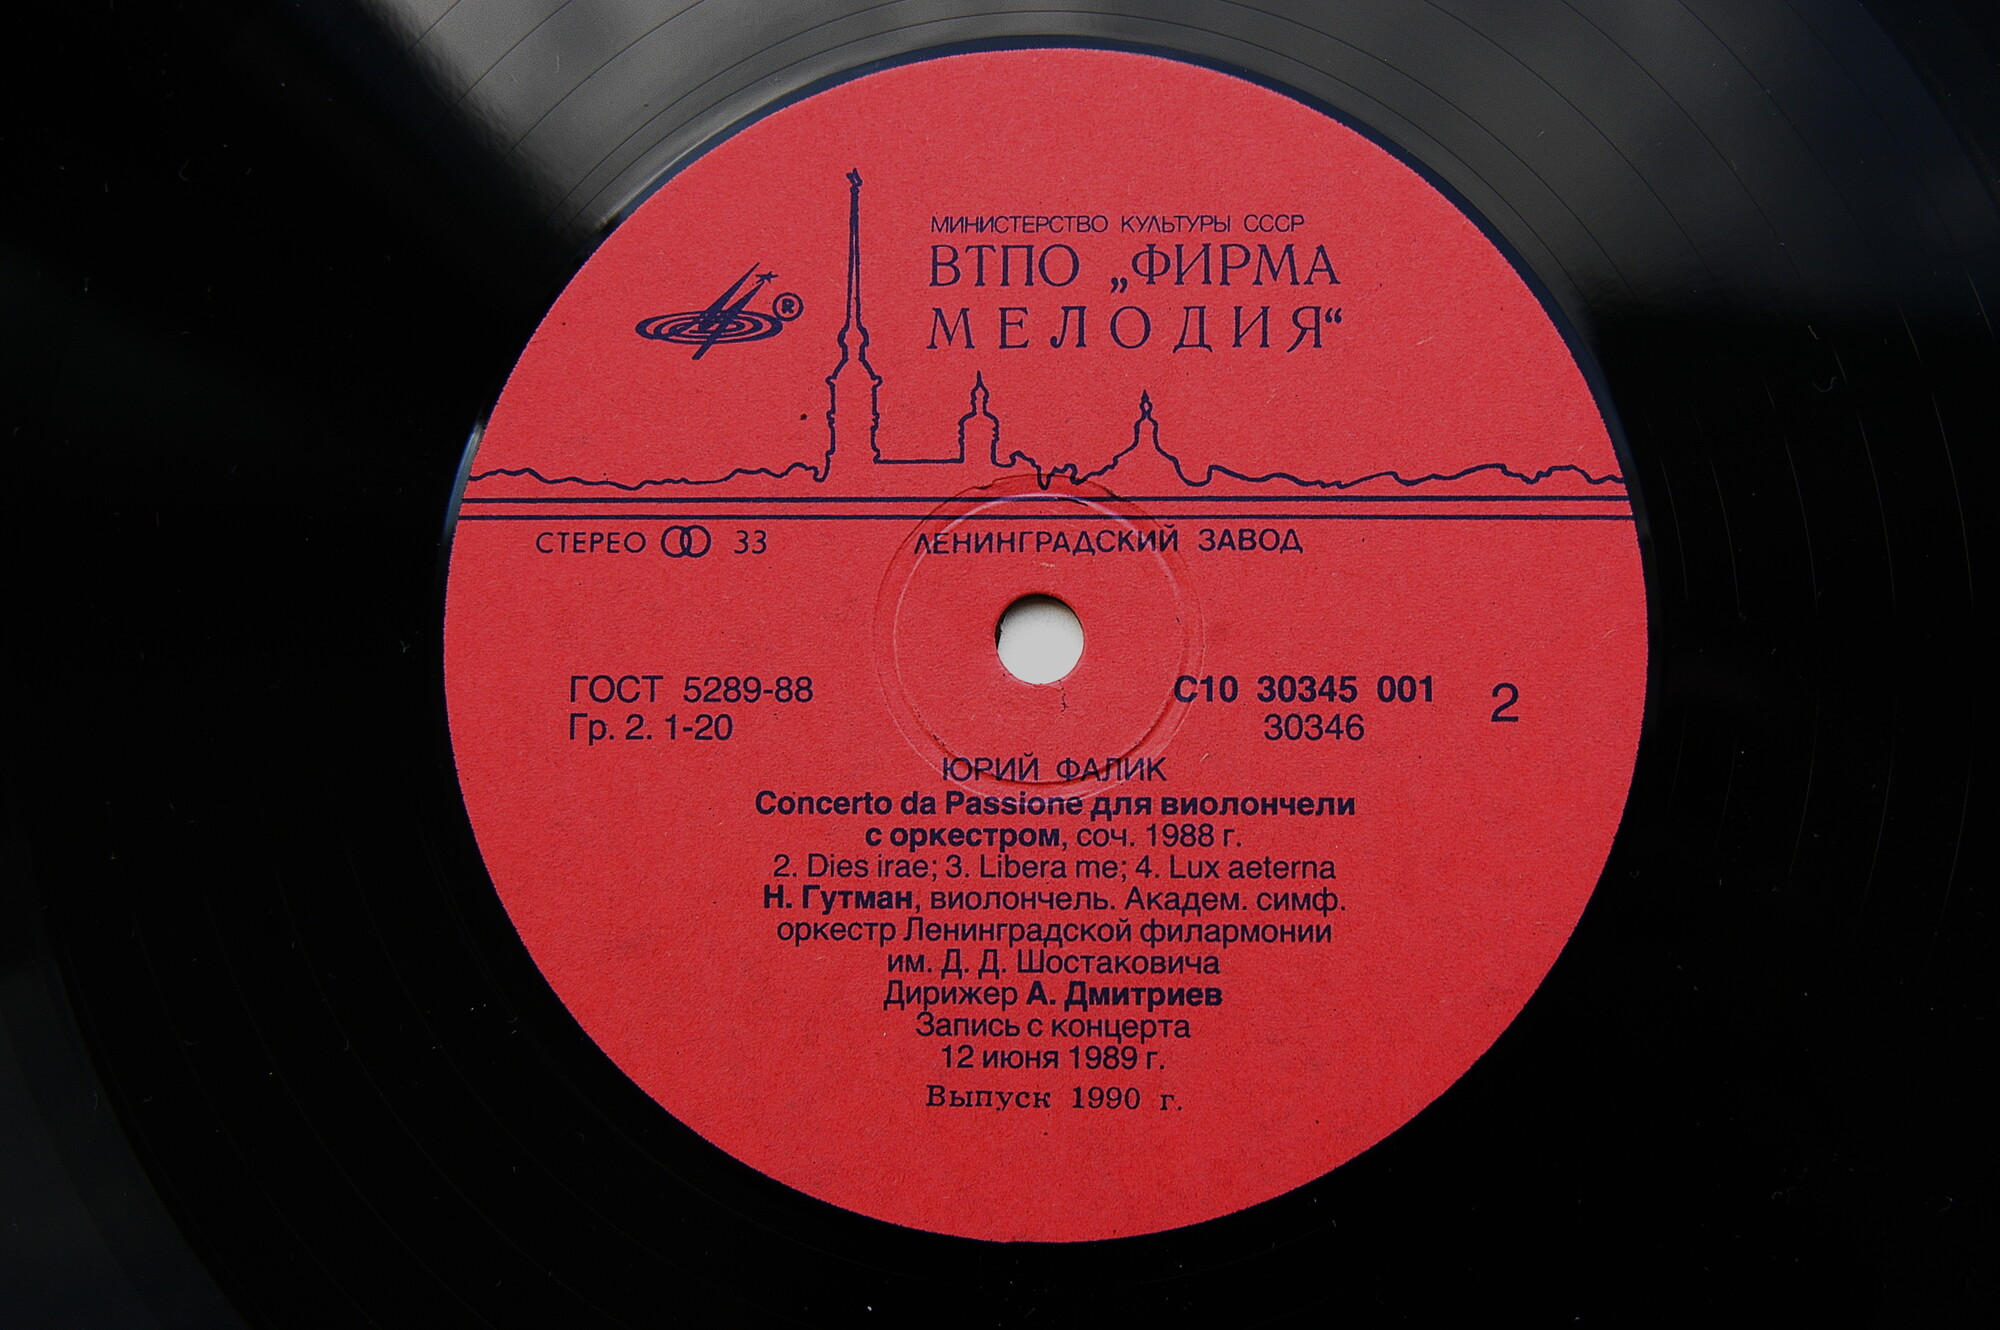 МИНИСТЕРСТВО КУЛЬТУРЫ СССР
ВТПО „ФИРМА
МЕЛОДИЯ“
®
СТЕРЕО 33
ЛЕНИНГРАДСКИЙ ЗАВОД
ГОСТ 5289-88
Гр. 2. 1-20
С10 30345 001
30346
2
ЮРИЙ ФАЛИК
Concerto da Passione для виолончели
с оркестром, соч. 1988 г.
2. Dies irae; 3. Libera me; 4. Lux aeterna
Н. Гутман, виолончель. Академ. симф.
оркестр Ленинградской филармонии
им. Д. Д. Шостаковича
Дирижер А. Дмитриев
Запись с концерта
12 июня 1989 г.
Выпуск 1990 г.